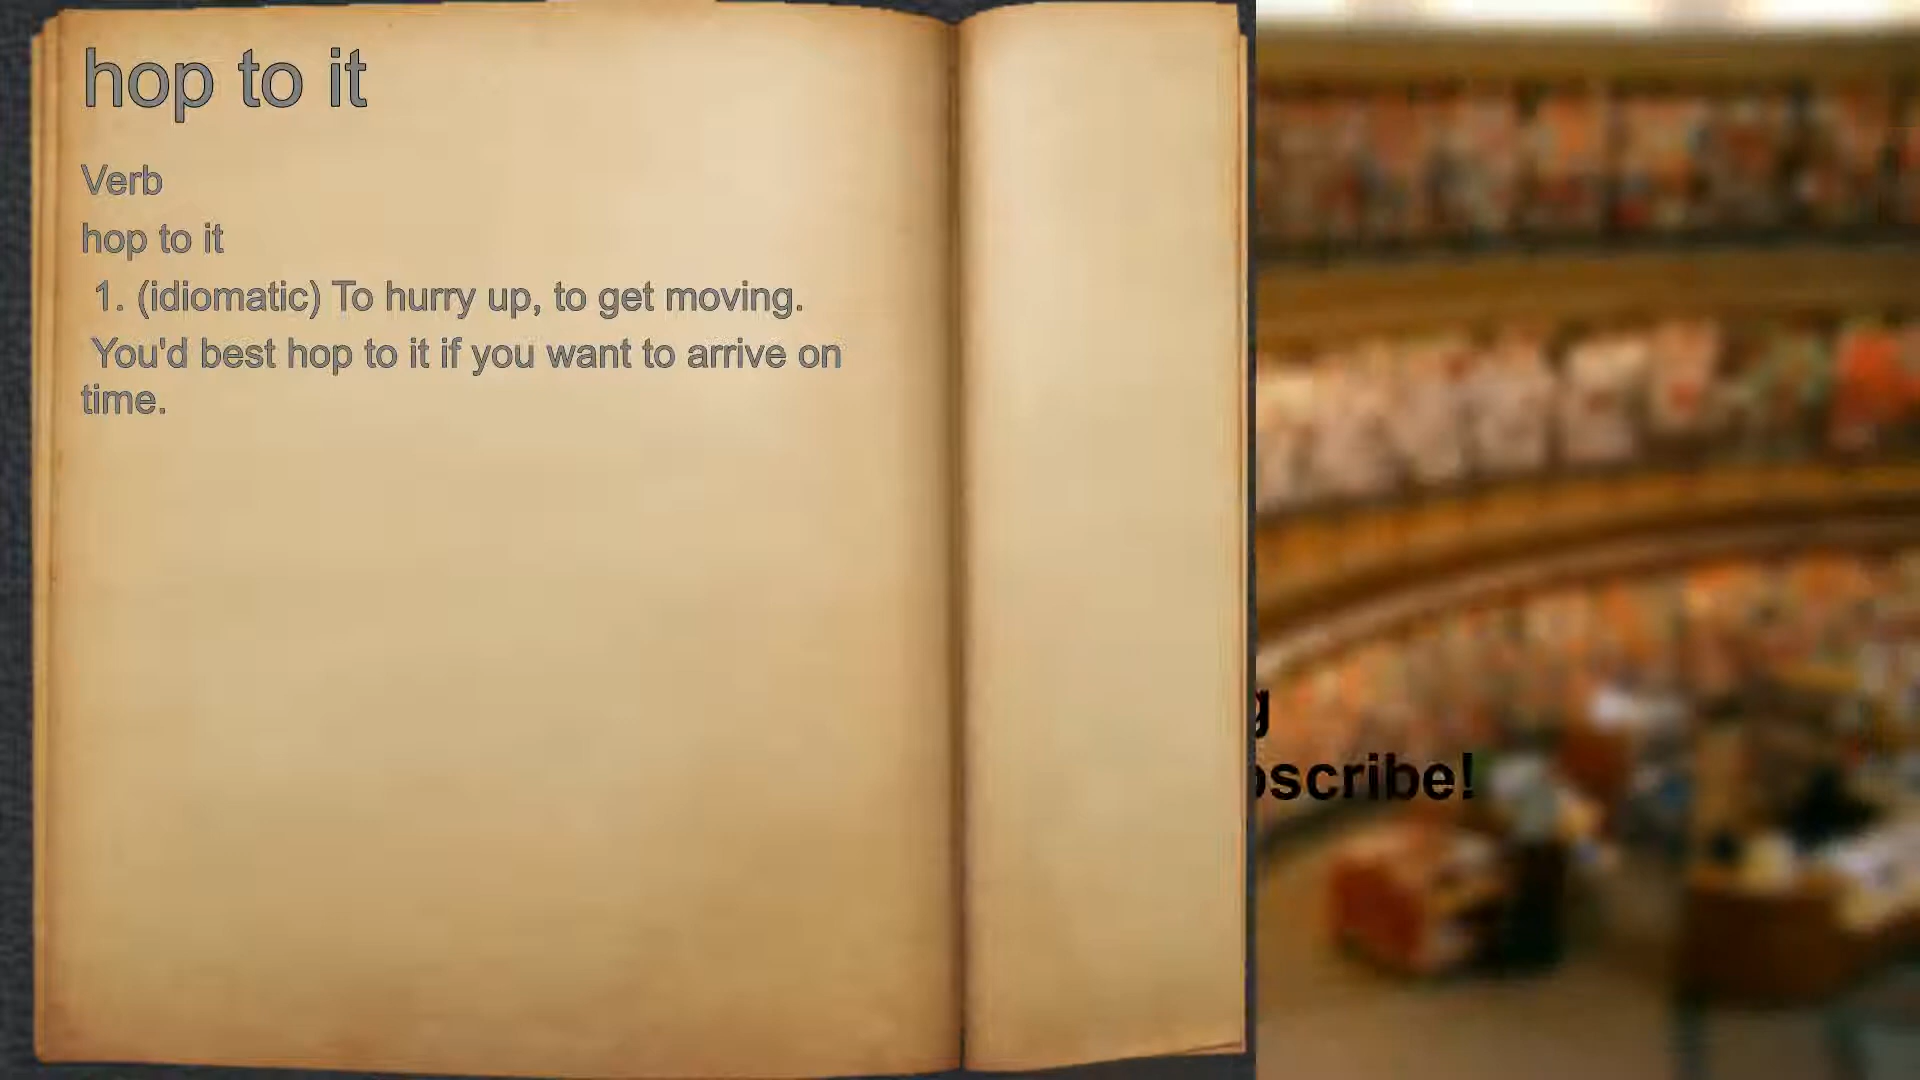 hop to it
Verb
hop to it
1. (idiomatic) To hurry up, to get moving.
You'd best hop to it if you want to arrive on
time.